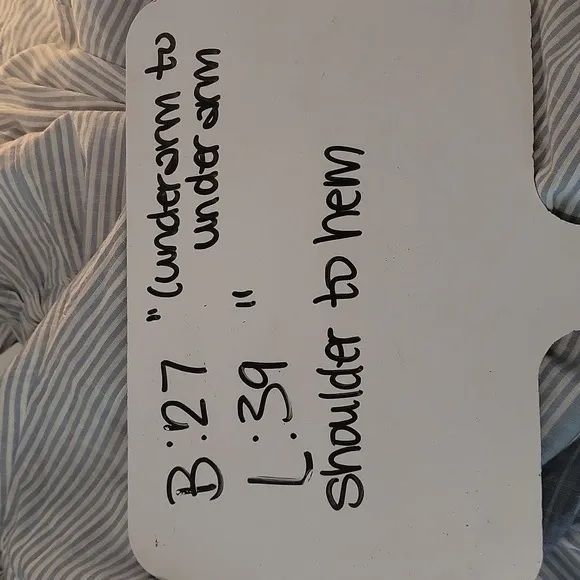 B:27 "(underarm to
underarm
L:39 "
shoulder to hem